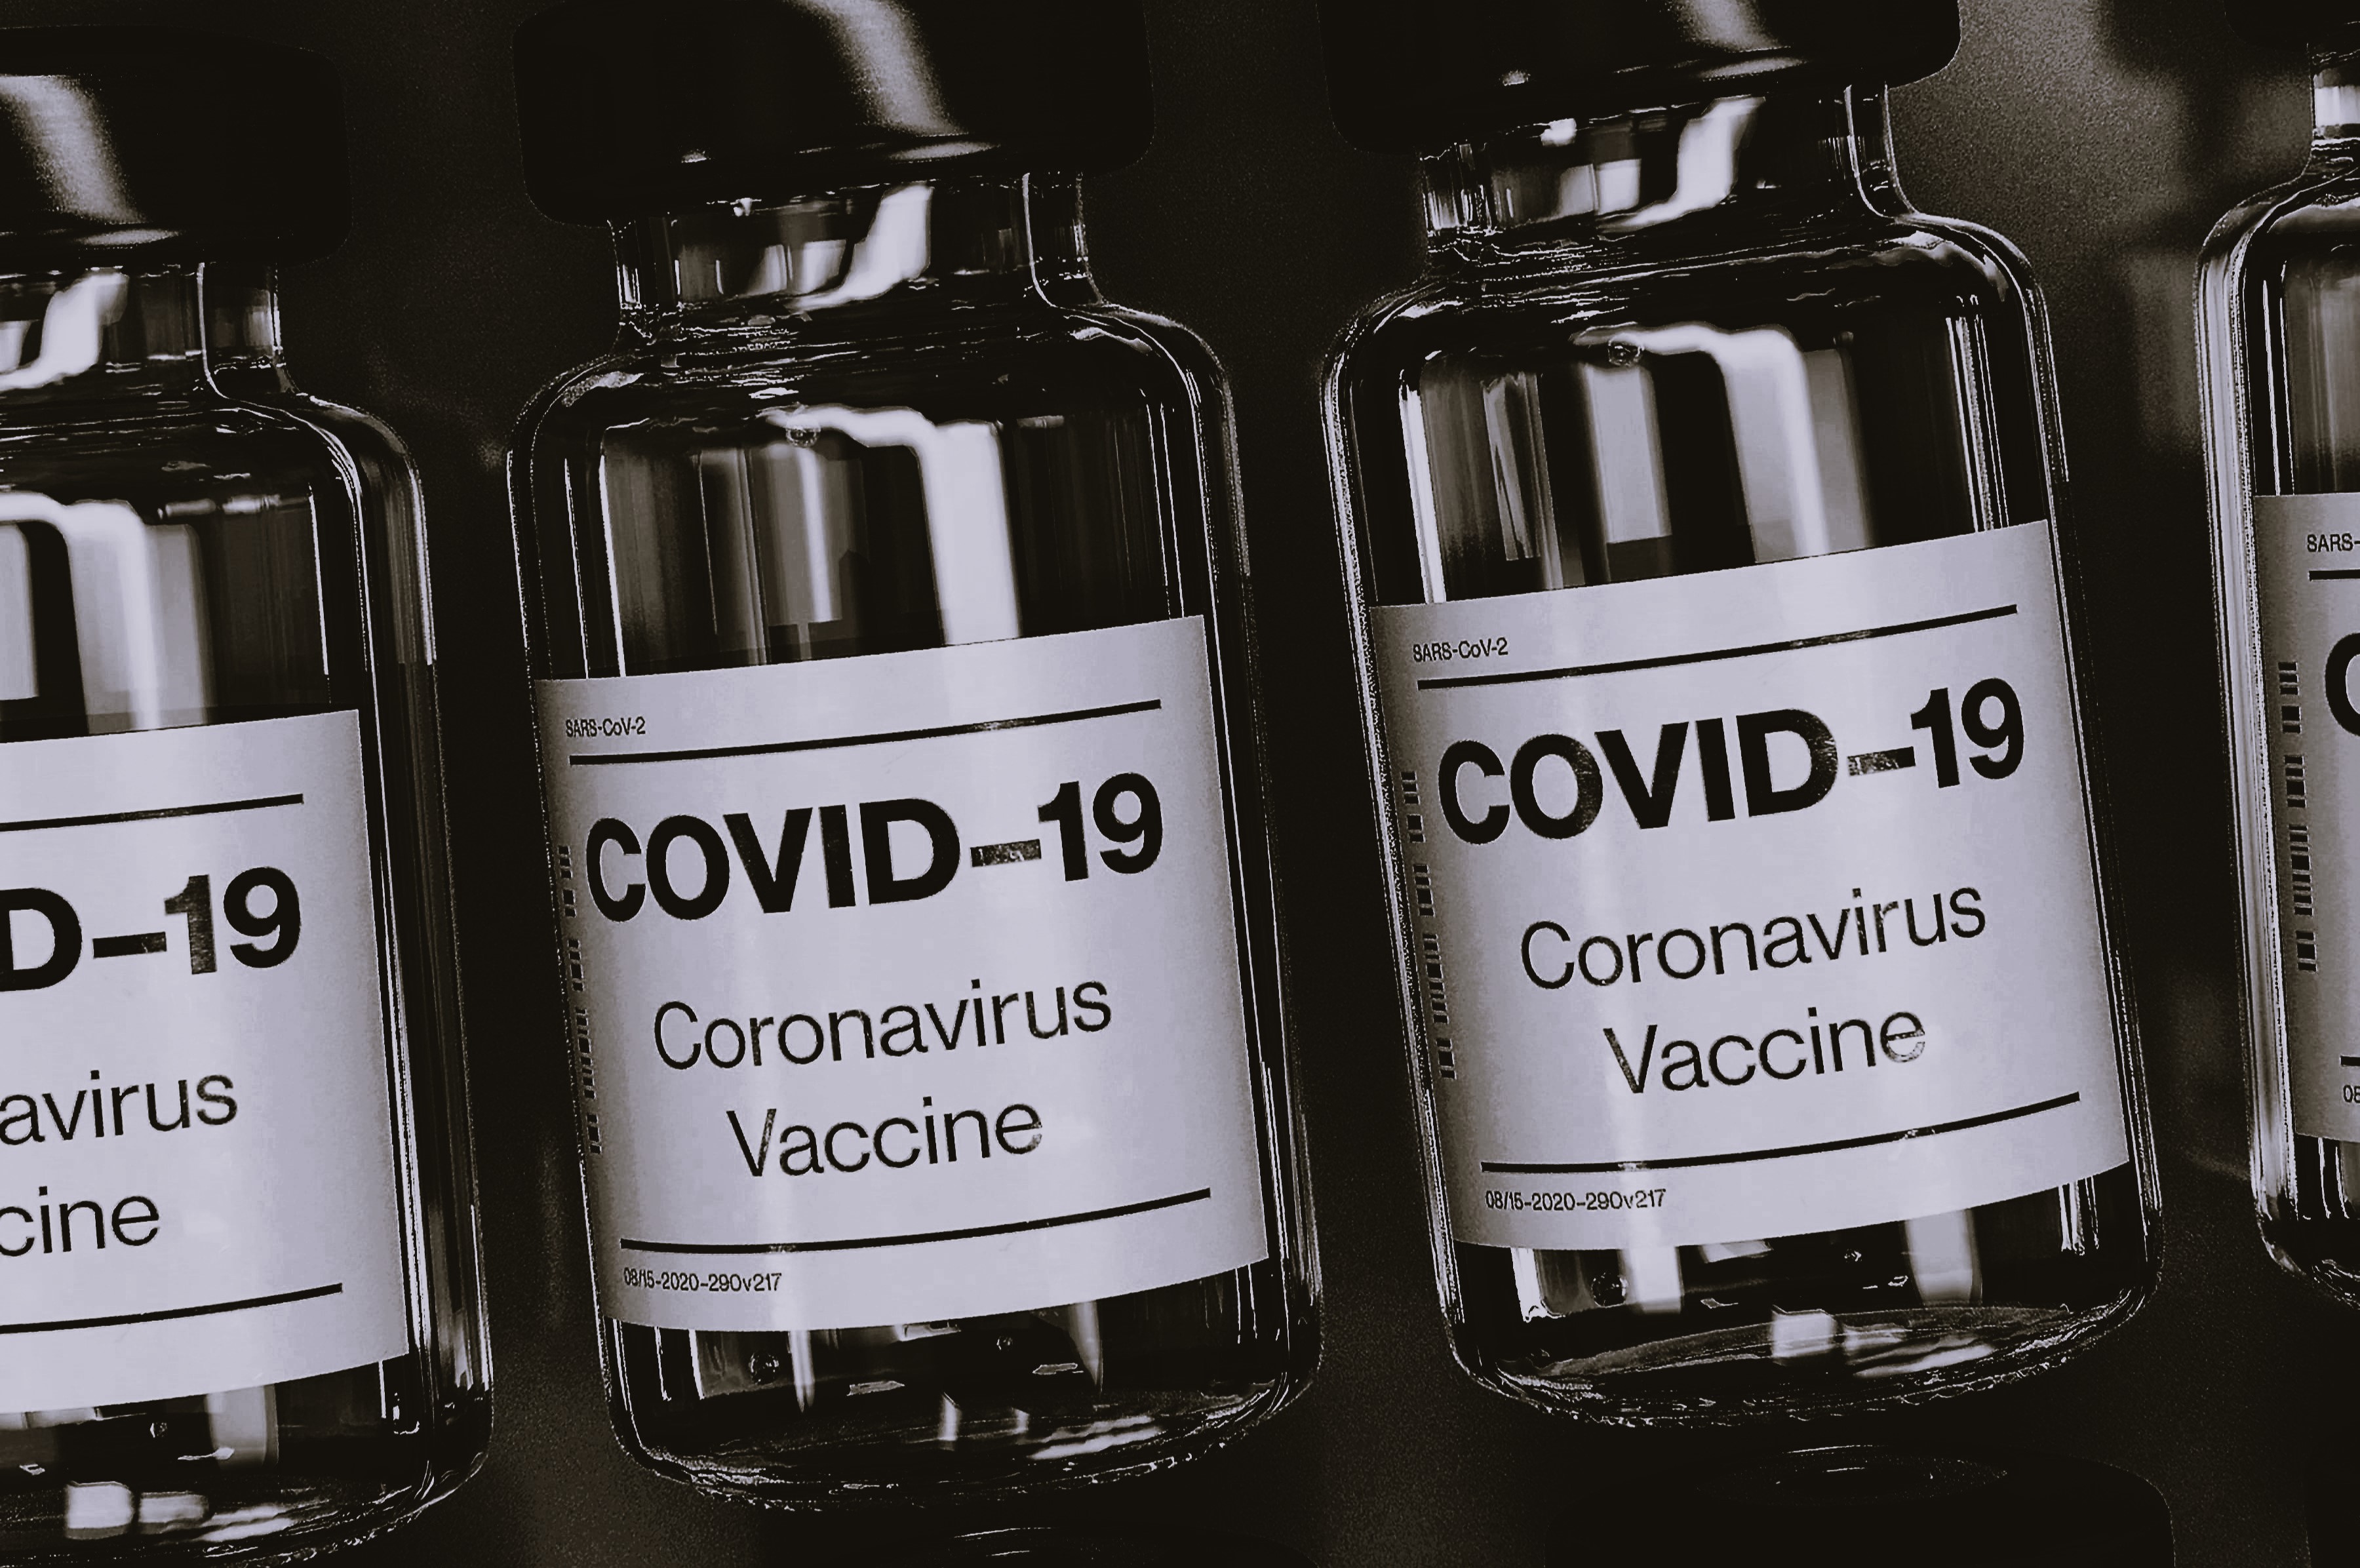 D-19
avirus
cine
SARS-CoV-2
COVID-19
Coronavirus
Vaccine
08/15-2020-290v217
SARS-CoV-2
COVID-19
Coronavirus
Vaccine
08/15-2020-290v217
SARS-
C
08